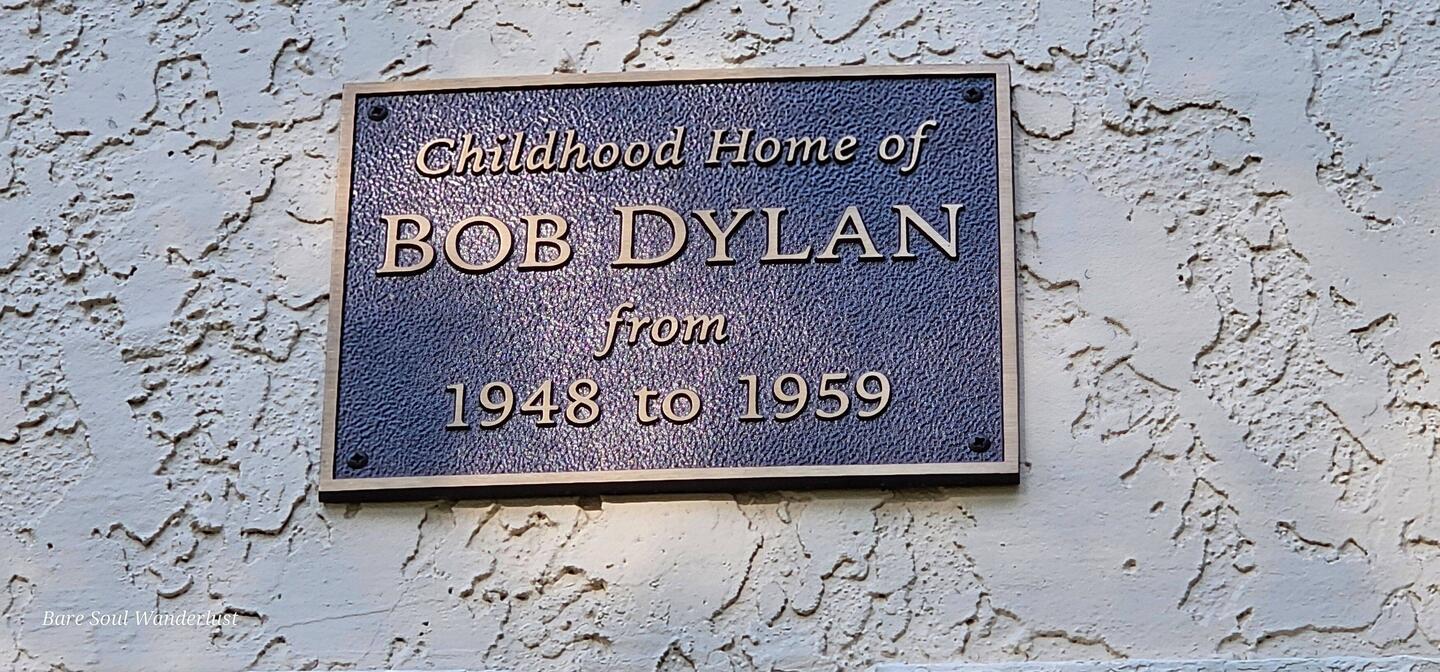 Childhood Home of
BOB DYLAN
from
1948 to 1959
Bare Soul Wanderlust